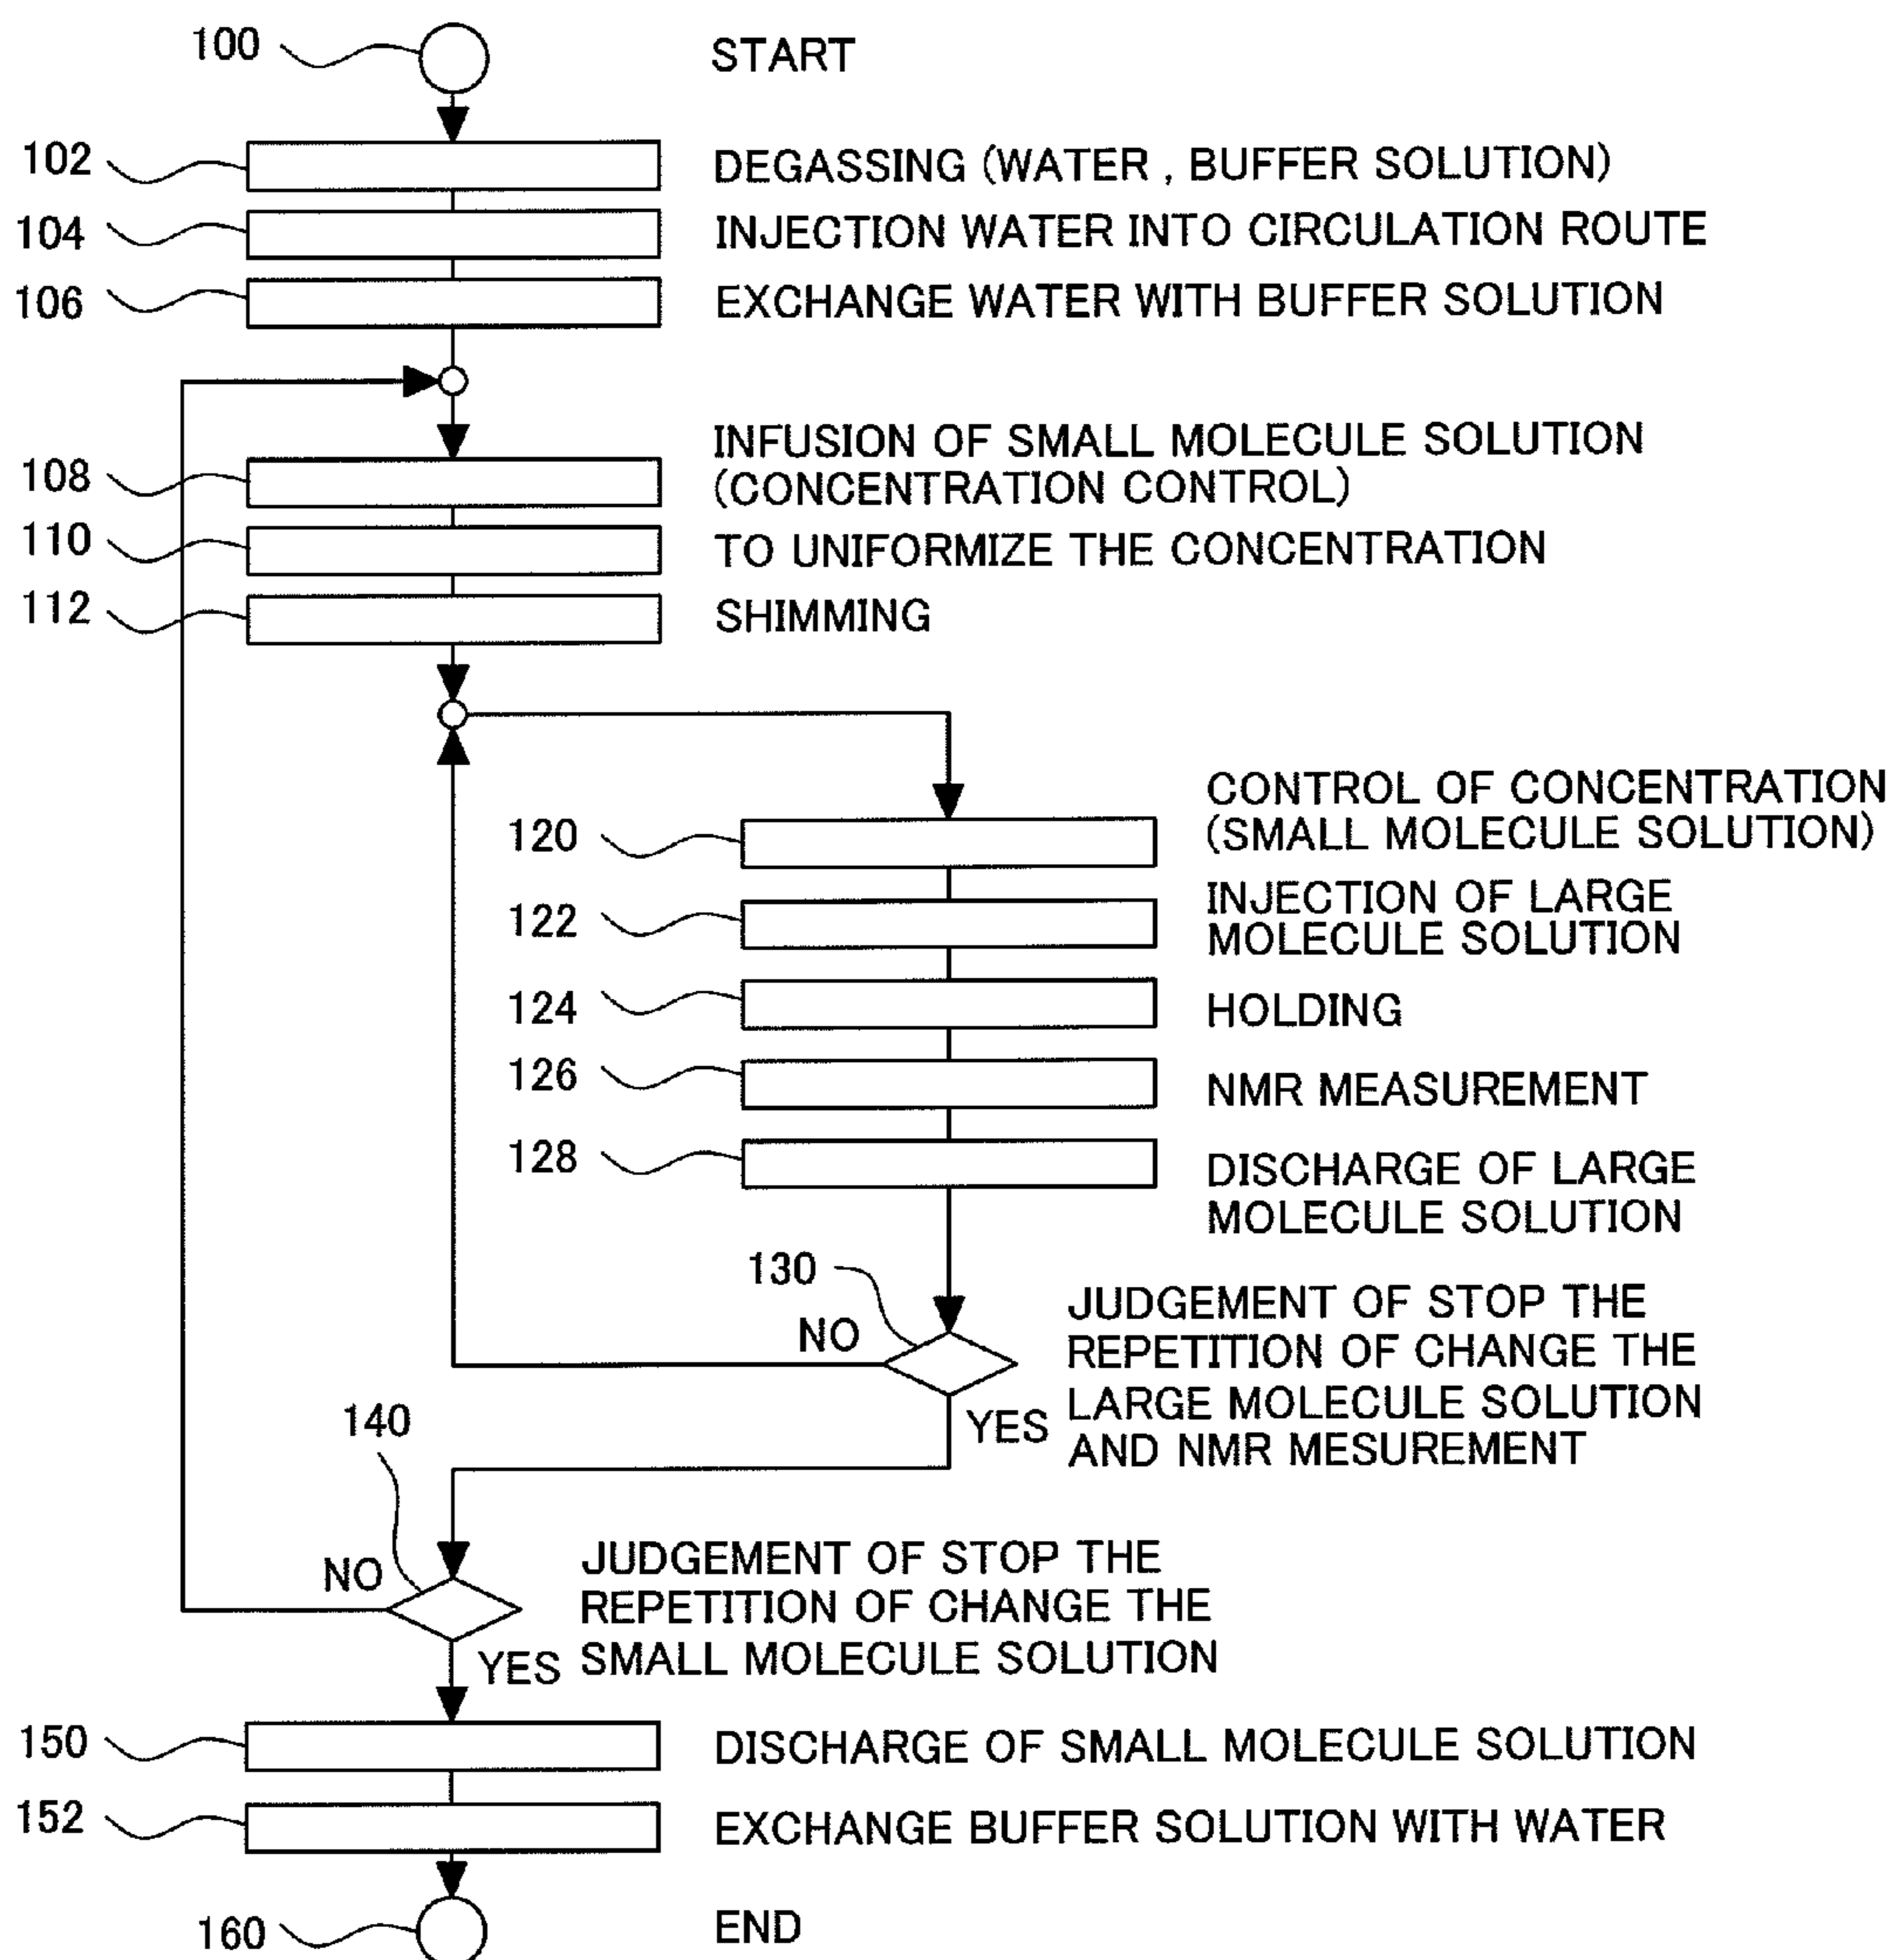 100 START
102 DEGASSING (WATER , BUFFER SOLUTION)
104 INJECTION WATER INTO CIRCULATION ROUTE
106 EXCHANGE WATER WITH BUFFER SOLUTION
INFUSION OF SMALL MOLECULE SOLUTION
108 (CONCENTRATION CONTROL)
110 TO UNIFORMIZE THE CONCENTRATION
112 SHIMMING
CONTROL OF CONCENTRATION
120 (SMALL MOLECULE SOLUTION)
INJECTION OF LARGE
122 MOLECULE SOLUTION
124 HOLDING
126 NMR MEASUREMENT
128 DISCHARGE OF LARGE
MOLECULE SOLUTION
130
NO
YES
JUDGEMENT OF STOP THE
REPETITION OF CHANGE THE
LARGE MOLECULE SOLUTION
AND NMR MESUREMENT
140
NO
YES
JUDGEMENT OF STOP THE
REPETITION OF CHANGE THE
SMALL MOLECULE SOLUTION
150 DISCHARGE OF SMALL MOLECULE SOLUTION
152 EXCHANGE BUFFER SOLUTION WITH WATER
160 END